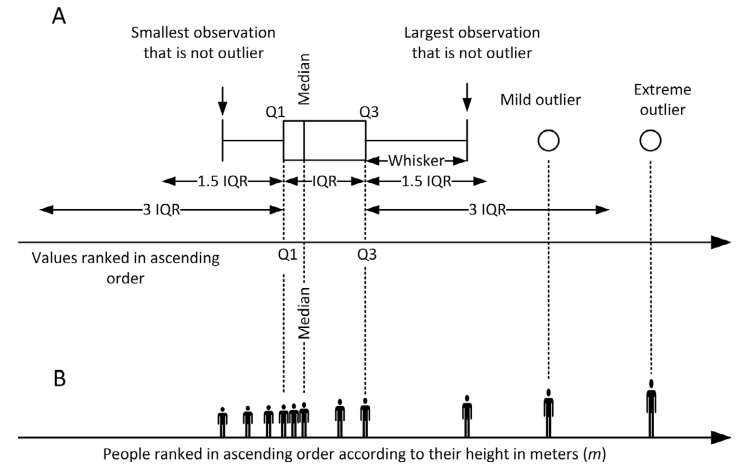 A
Smallest observation
that is not outlier
Largest observation
that is not outlier
Median
Mild outlier
Extreme
outlier
Q1
Q3
Whisker
1.5 IQR
IQR
1.5 IQR
3 IQR
3 IQR
Values ranked in ascending
order
Q1
Q3
Median
B
People ranked in ascending order according to their height in meters (m)